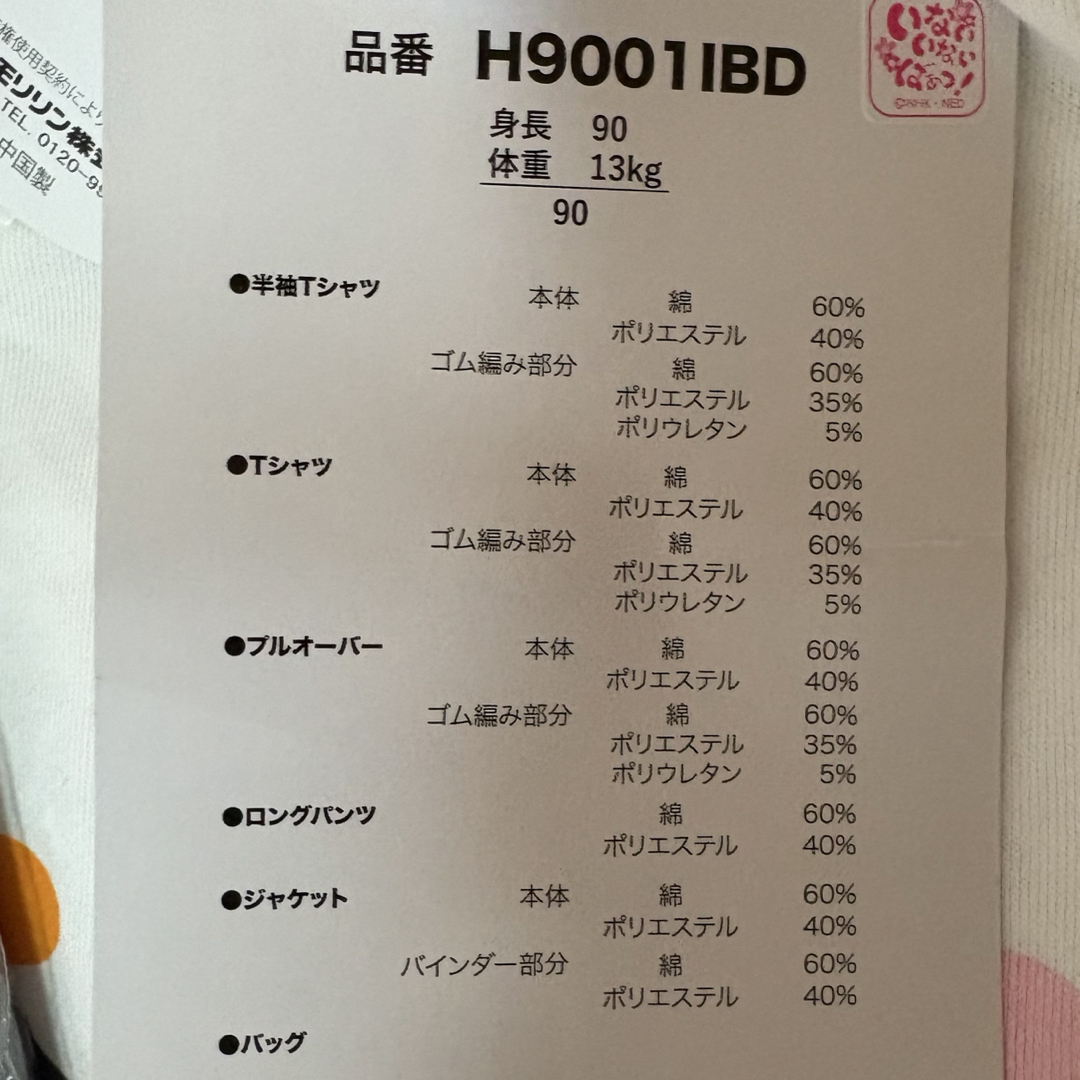 品番 H9001IBD
いないいないばあっ!
©NHK・NED
身長 90
体重 13kg
90
●半袖Tシャツ 本体 綿 60%
ポリエステル 40%
ゴム編み部分 綿 60%
ポリエステル 35%
ポリウレタン 5%
●Tシャツ 本体 綿 60%
ポリエステル 40%
ゴム編み部分 綿 60%
ポリエステル 35%
ポリウレタン 5%
●プルオーバー 本体 綿 60%
ポリエステル 40%
ゴム編み部分 綿 60%
ポリエステル 35%
ポリウレタン 5%
●ロングパンツ 綿 60%
ポリエステル 40%
●ジャケット 本体 綿 60%
ポリエステル 40%
バインダー部分 綿 60%
ポリエステル 40%
●バッグ
権使用契約により
モリリン株
TEL. 0120-99
中国製